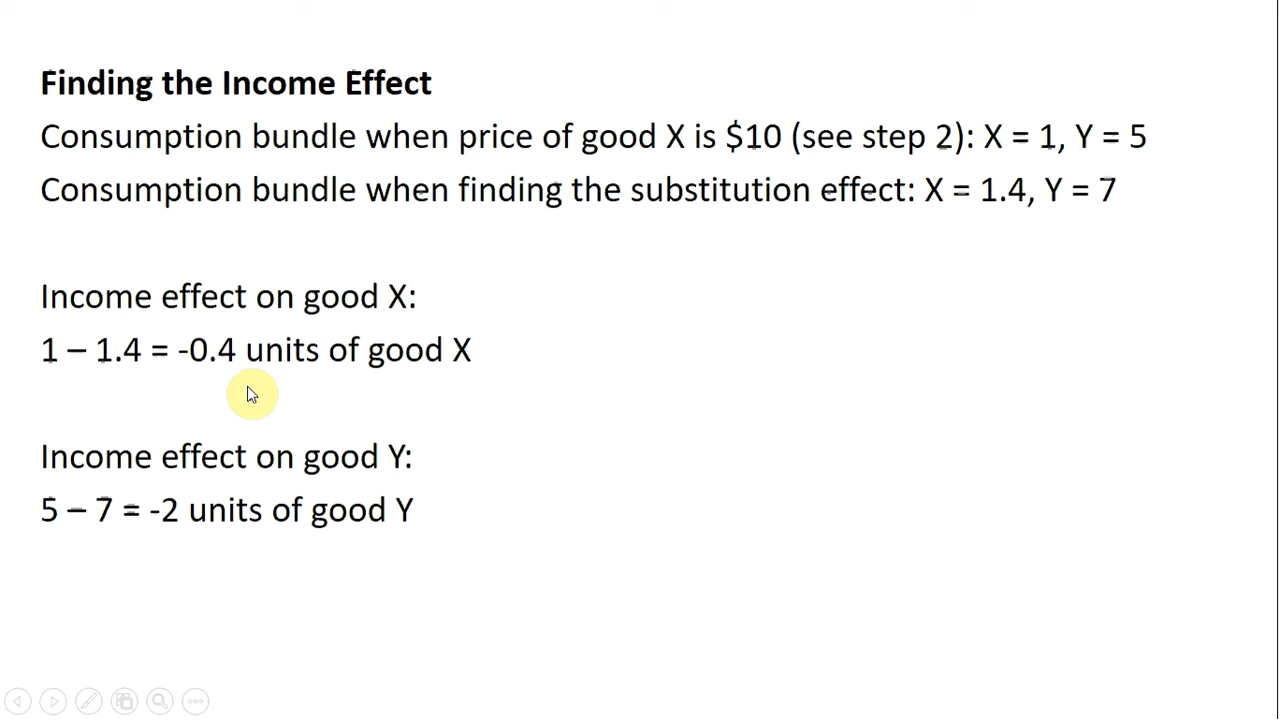 Finding the Income Effect
Consumption bundle when price of good X is $10 (see step 2): X = 1, Y = 5
Consumption bundle when finding the substitution effect: X = 1.4, Y = 7
Income effect on good X:
1 – 1.4 = -0.4 units of good X
Income effect on good Y:
5 – 7 = -2 units of good Y